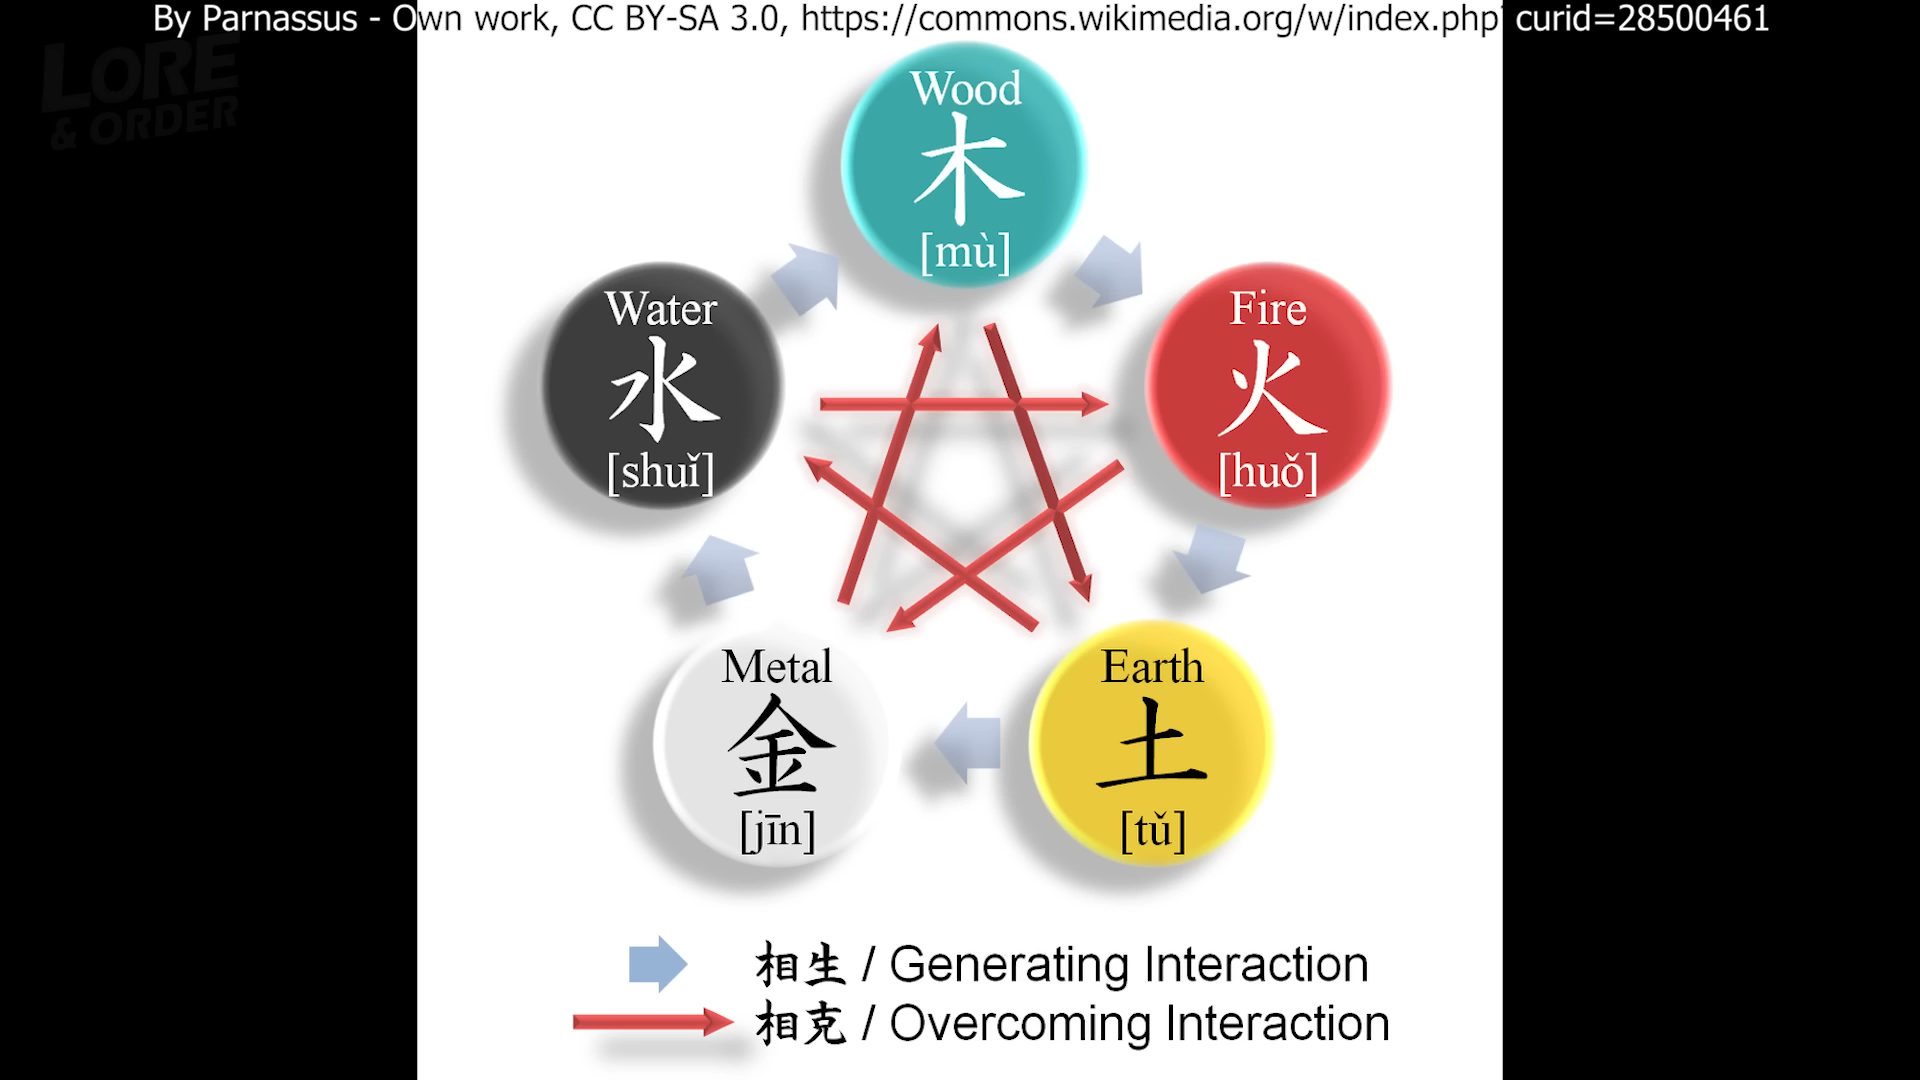 By Parnassus - Own work, CC BY-SA 3.0, https://commons.wikimedia.org/w/index.php?curid=28500461
LORE
& ORDER
Wood
木
[mù]
Water
水
[shuǐ]
Fire
火
[huǒ]
Metal
金
[jīn]
Earth
土
[tǔ]
相生 / Generating Interaction
相克 / Overcoming Interaction